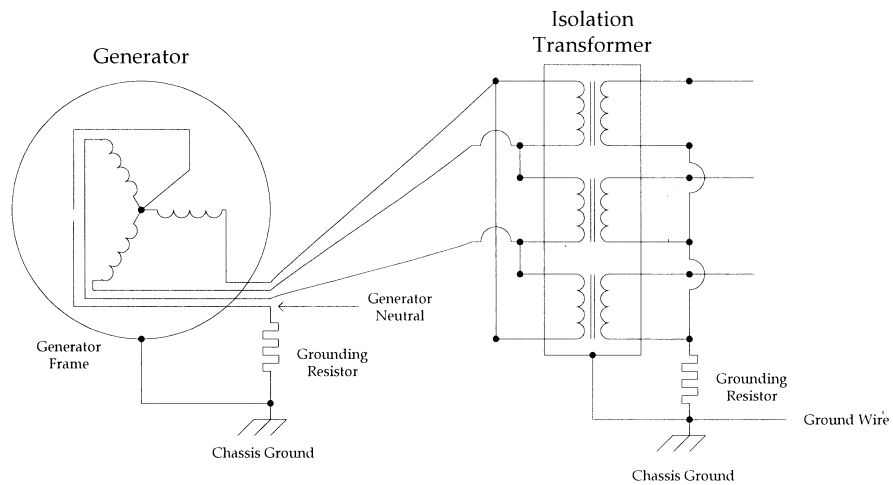 Generator
Isolation
Transformer
Generator
Neutral
Generator
Frame
Grounding
Resistor
Chassis Ground
Grounding
Resistor
Ground Wire
Chassis Ground